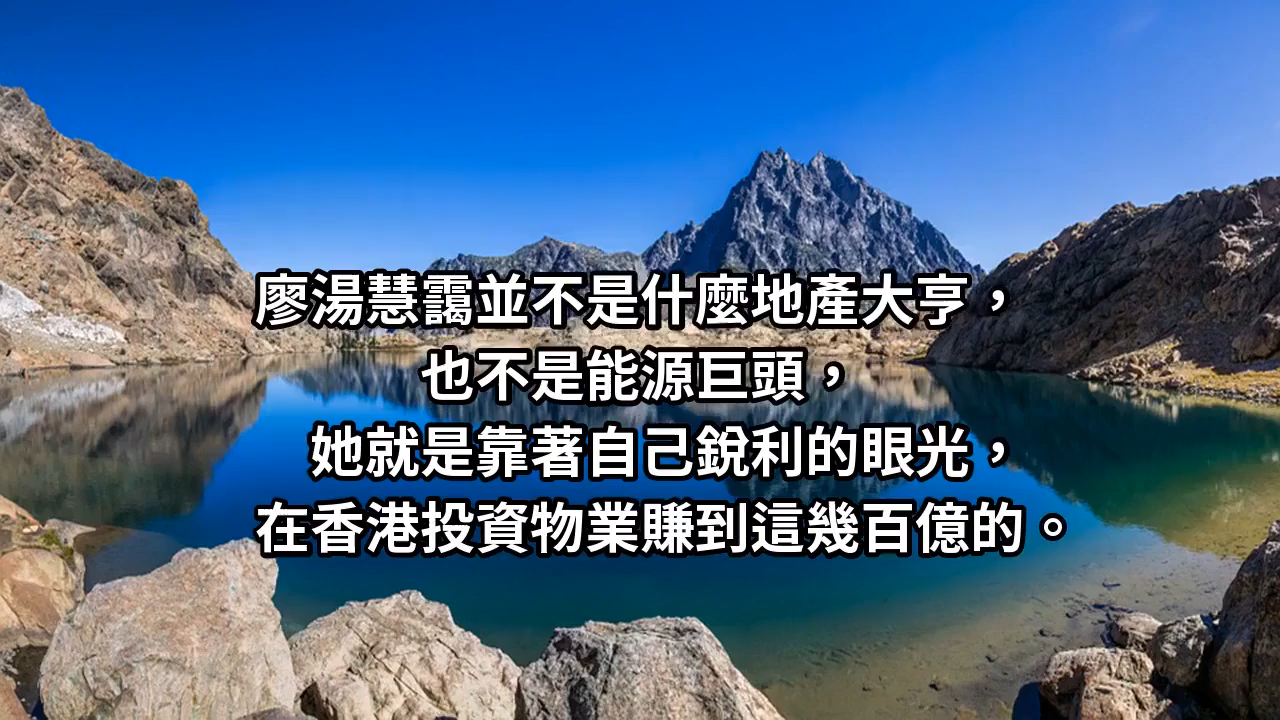 廖湯慧靄並不是什麼地產大亨，
也不是能源巨頭，
她就是靠著自己銳利的眼光，
在香港投資物業賺到這幾百億的。